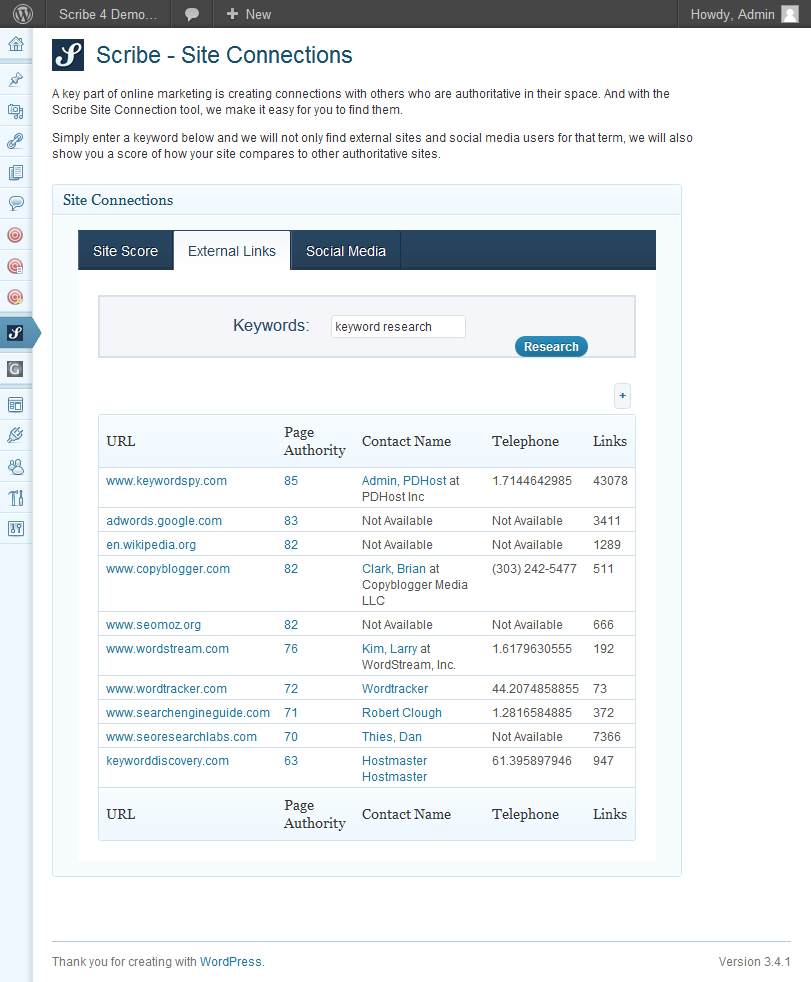 Scribe 4 Demo...
New
Howdy, Admin
Scribe - Site Connections
A key part of online marketing is creating connections with others who are authoritative in their space. And with the
Scribe Site Connection tool, we make it easy for you to find them.
Simply enter a keyword below and we will not only find external sites and social media users for that term, we will also
show you a score of how your site compares to other authoritative sites.
Site Connections
Site Score External Links Social Media
Keywords: keyword research
Research
+
URL Page Authority Contact Name Telephone Links
www.keywordspy.com 85 Admin, PDHost at PDHost Inc 1.7144642985 43078
adwords.google.com 83 Not Available Not Available 3411
en.wikipedia.org 82 Not Available Not Available 1289
www.copyblogger.com 82 Clark, Brian at Copyblogger Media LLC (303) 242-5477 511
www.seomoz.org 82 Not Available Not Available 666
www.wordstream.com 76 Kim, Larry at WordStream, Inc. 1.6179630555 192
www.wordtracker.com 72 Wordtracker 44.2074858855 73
www.searchengineguide.com 71 Robert Clough 1.2816584885 372
www.seoresearchlabs.com 70 Thies, Dan Not Available 7366
keyworddiscovery.com 63 Hostmaster Hostmaster 61.395897946 947
URL Page Authority Contact Name Telephone Links
Thank you for creating with WordPress.
Version 3.4.1